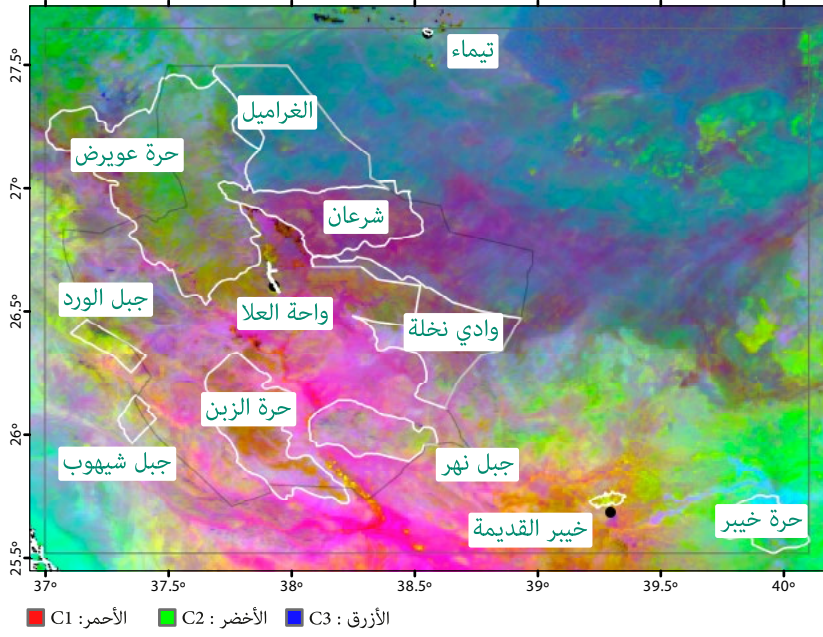 تيماء
27.5°
الغراميل
حرة عويرض
27°
شرعان
26.5°
جبل الورد
واحة العلا
وادي نخلة
حرة الزبن
26°
جبل شيهوب
جبل نهر
خيبر القديمة
حرة خيبر
25.5°
37° 37.5° 38° 38.5° 39° 39.5° 40°
الأحمر: C1 الأخضر : C2 الأزرق : C3